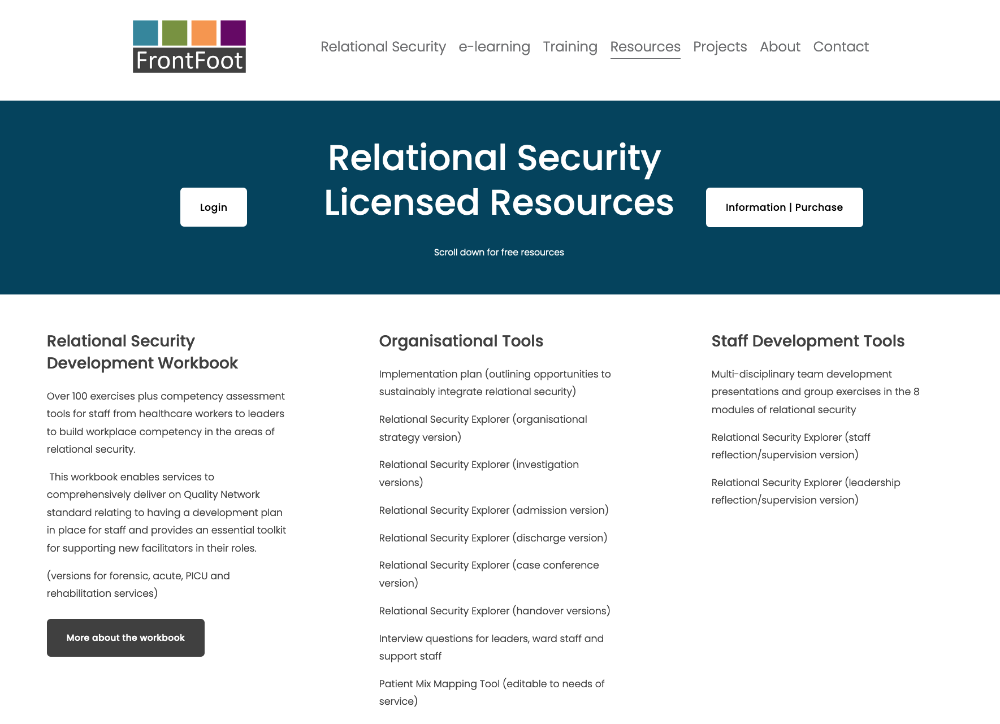 FrontFoot
Relational Security
e-learning
Training
Resources
Projects
About
Contact
Relational Security
Licensed Resources
Login
Information | Purchase
Scroll down for free resources
Relational Security
Development Workbook
Over 100 exercises plus competency assessment
tools for staff from healthcare workers to leaders
to build workplace competency in the areas of
relational security.
This workbook enables services to
comprehensively deliver on Quality Network
standard relating to having a development plan
in place for staff and provides an essential toolkit
for supporting new facilitators in their roles.
(versions for forensic, acute, PICU and
rehabilitation services)
More about the workbook
Organisational Tools
Implementation plan (outlining opportunities to
sustainably integrate relational security)
Relational Security Explorer (organisational
strategy version)
Relational Security Explorer (investigation
versions)
Relational Security Explorer (admission version)
Relational Security Explorer (discharge version)
Relational Security Explorer (case conference
version)
Relational Security Explorer (handover versions)
Interview questions for leaders, ward staff and
support staff
Patient Mix Mapping Tool (editable to needs of
service)
Staff Development Tools
Multi-disciplinary team development
presentations and group exercises in the 8
modules of relational security
Relational Security Explorer (staff
reflection/supervision version)
Relational Security Explorer (leadership
reflection/supervision version)